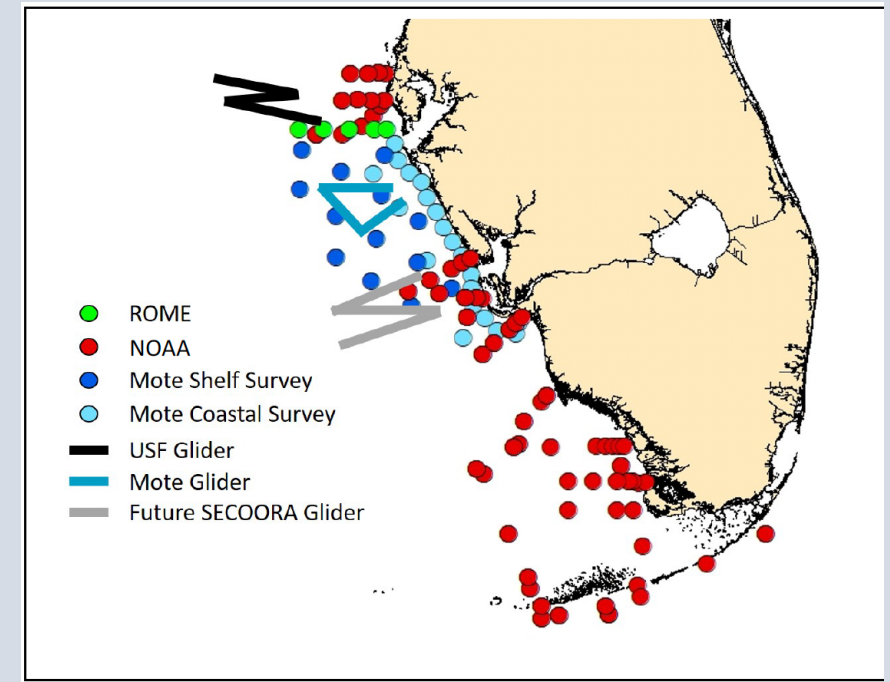 ROME
NOAA
Mote Shelf Survey
Mote Coastal Survey
USF Glider
Mote Glider
Future SECOORA Glider